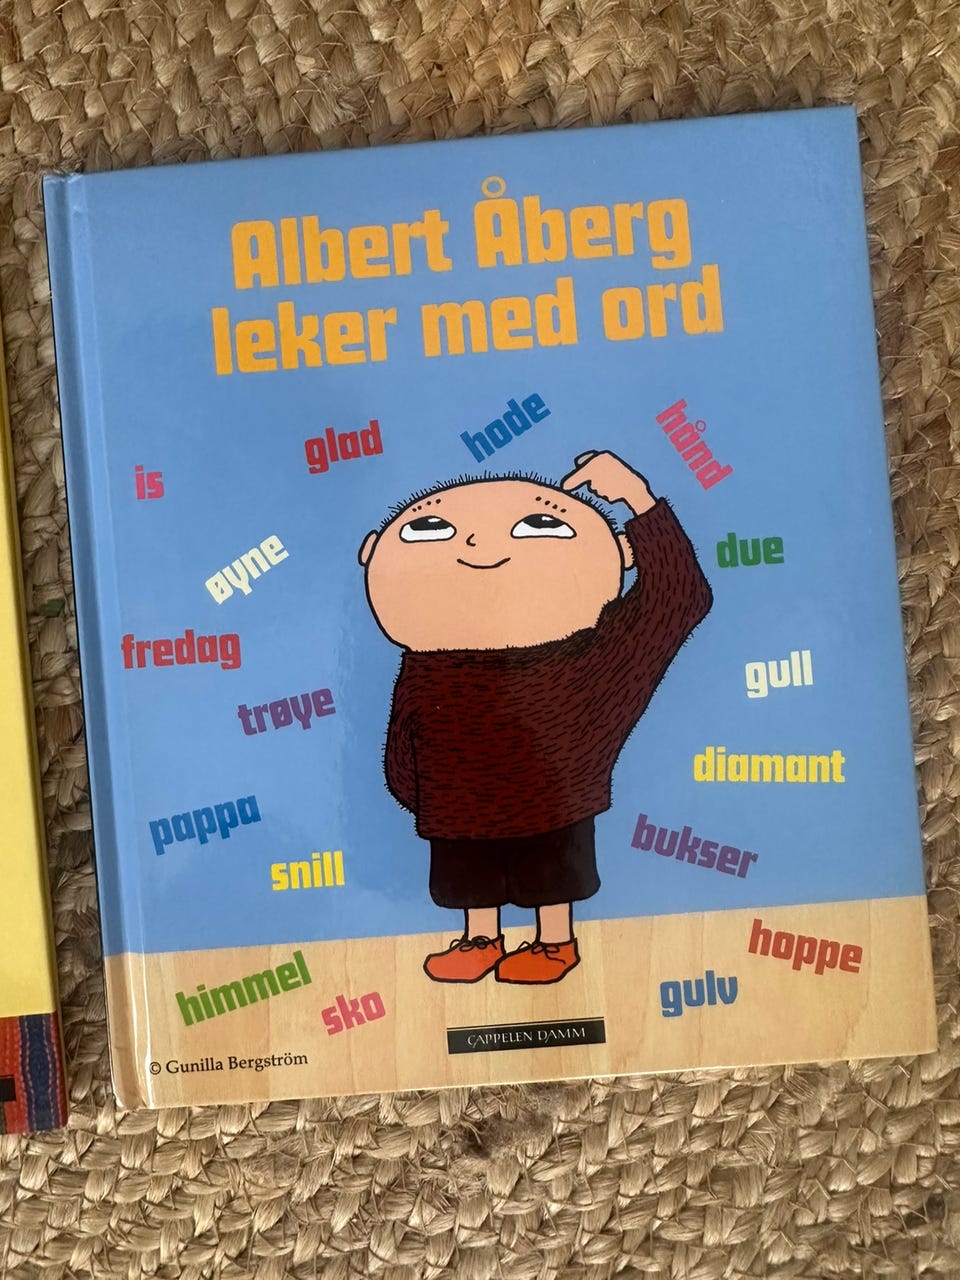 Albert Åberg
leker med ord
is
glad
hode
hånd
øyne
due
fredag
gull
trøye
diamant
pappa
bukser
snill
hoppe
himmel
sko
gulv
CAPPELEN DAMM
© Gunilla Bergström